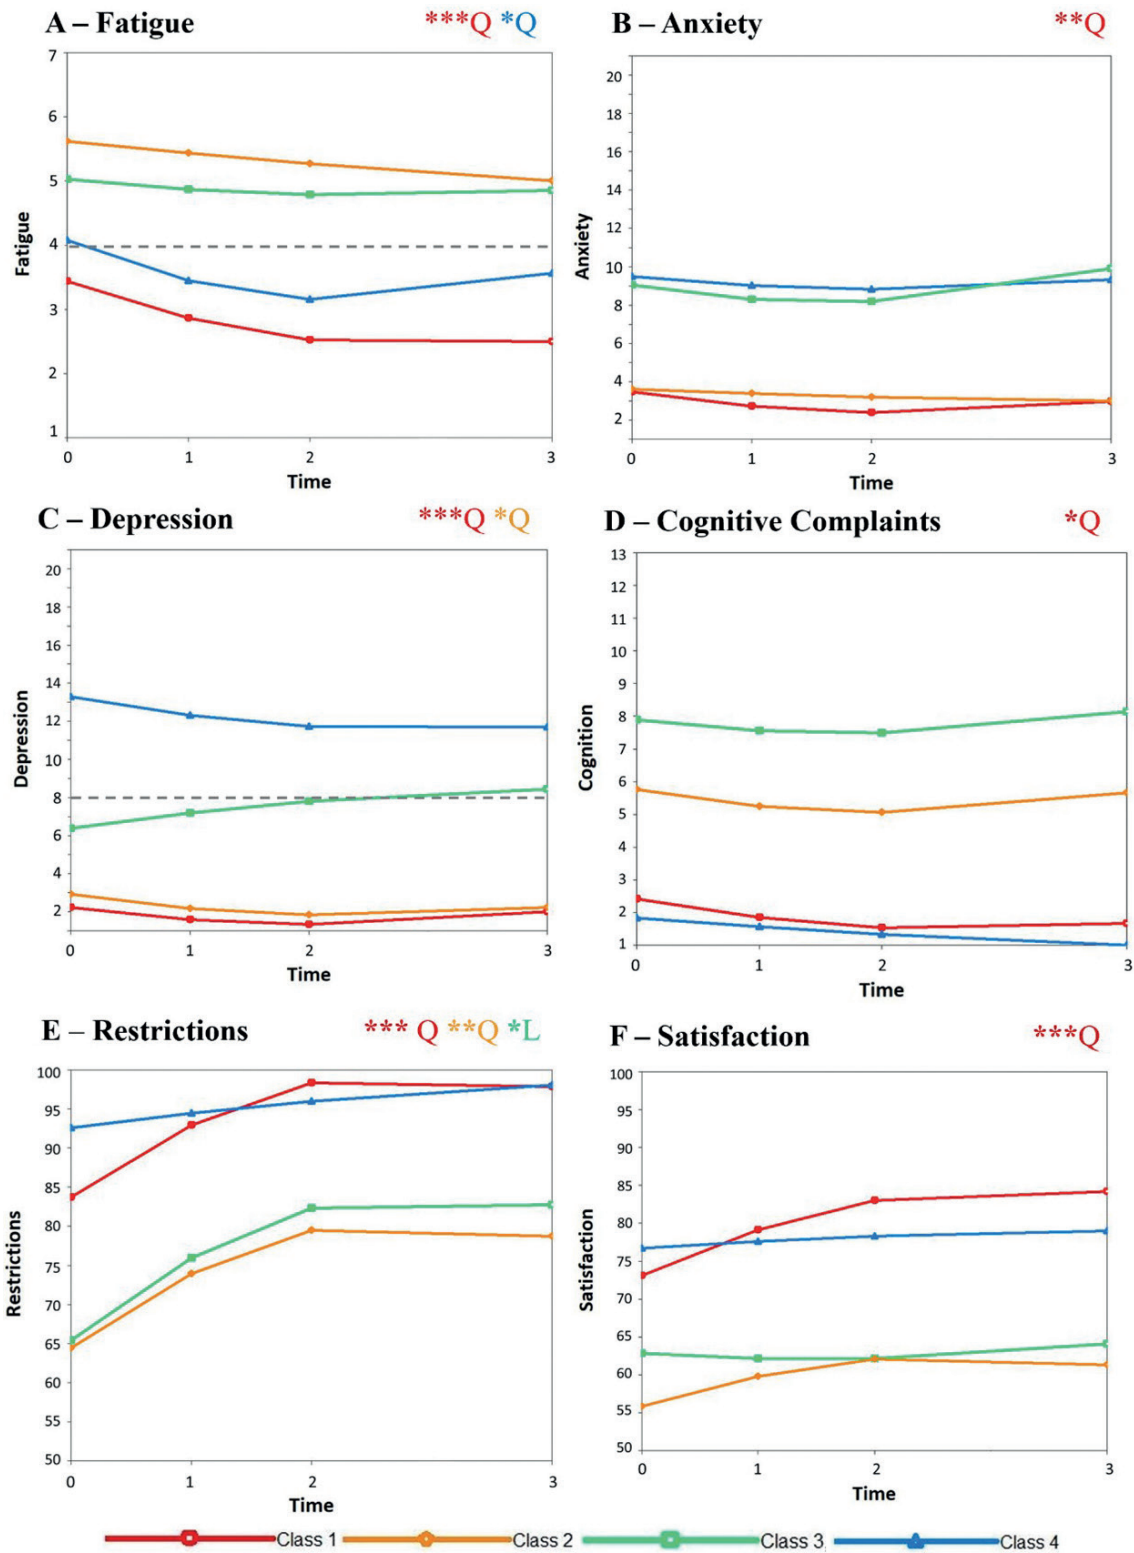 A – Fatigue ***Q *Q
7
6
5
4
3
2
1
Fatigue
0 1 2 3
Time
B – Anxiety **Q
20
18
16
14
12
10
8
6
4
2
Anxiety
0 1 2 3
Time
C – Depression ***Q *Q
20
18
16
14
12
10
8
6
4
2
Depression
0 1 2 3
Time
D – Cognitive Complaints *Q
13
12
11
10
9
8
7
6
5
4
3
2
1
Cognition
0 1 2 3
Time
E – Restrictions *** Q **Q *L
100
95
90
85
80
75
70
65
60
55
50
Restrictions
0 1 2 3
Time
F – Satisfaction ***Q
100
95
90
85
80
75
70
65
60
55
50
Satisfaction
0 1 2 3
Time
Class 1 Class 2 Class 3 Class 4